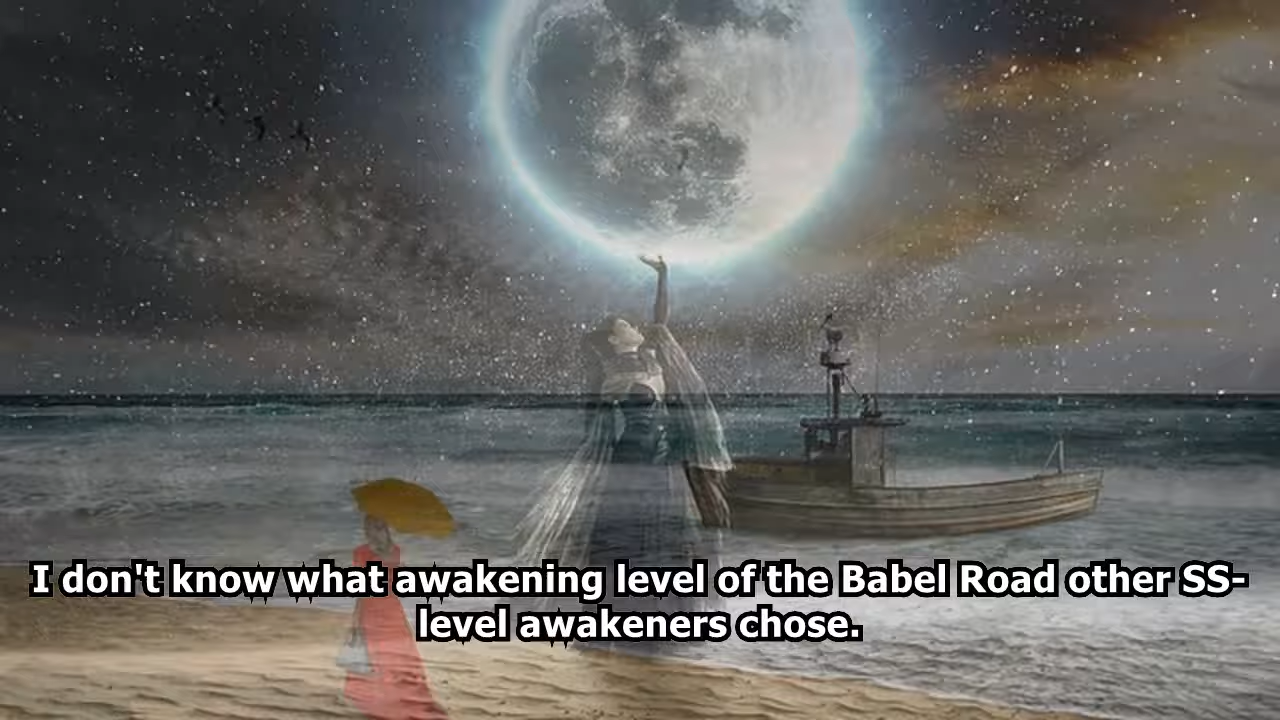 I don't know what awakening level of the Babel Road other SS-
level awakeners chose.